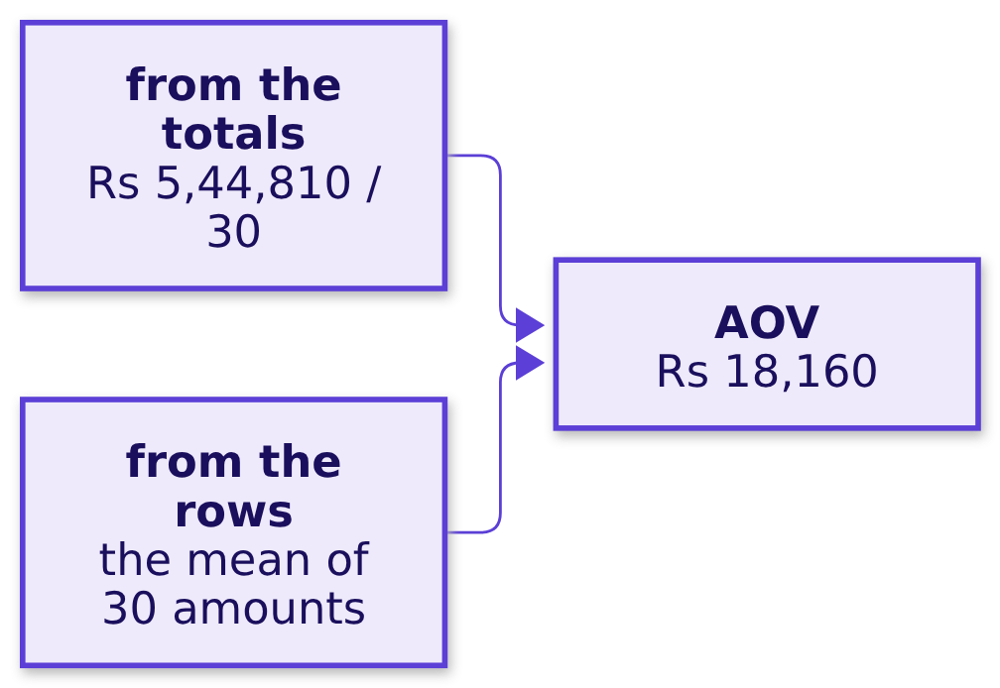 from the
totals
Rs 5,44,810 /
30
from the
rows
the mean of
30 amounts
AOV
Rs 18,160